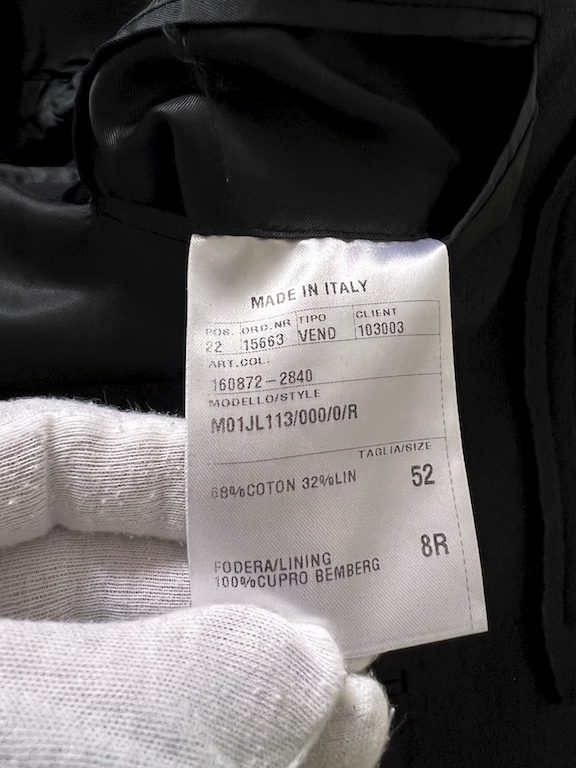 MADE IN ITALY
POS. ORD.NR TIPO CLIENT
22 15663 VEND 103003
ART.COL.
160872-2840
MODELLO/STYLE
M01JL113/000/0/R
TAGLIA/SIZE
68%COTON 32%LIN 52
8R
FODERA/LINING
100%CUPRO BEMBERG